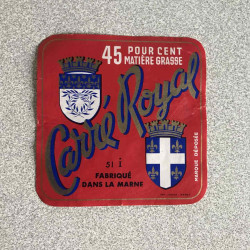 45 POUR CENT
MATIÈRE GRASSE
Carré Royal
51 i
FABRIQUÉ
DANS LA MARNE
MARQUE DÉPOSÉE